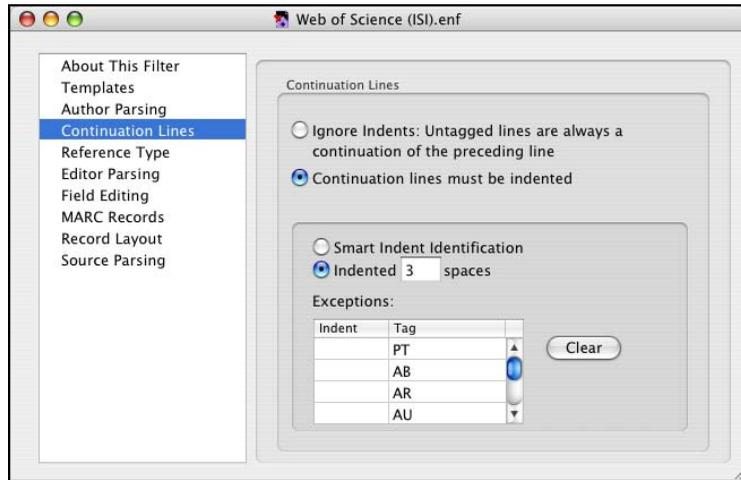 Web of Science (ISI).enf
About This Filter
Templates
Author Parsing
Continuation Lines
Reference Type
Editor Parsing
Field Editing
MARC Records
Record Layout
Source Parsing
Continuation Lines
Ignore Indents: Untagged lines are always a
continuation of the preceding line
Continuation lines must be indented
Smart Indent Identification
Indented 3 spaces
Exceptions:
Indent Tag
PT
AB
AR
AU
Clear